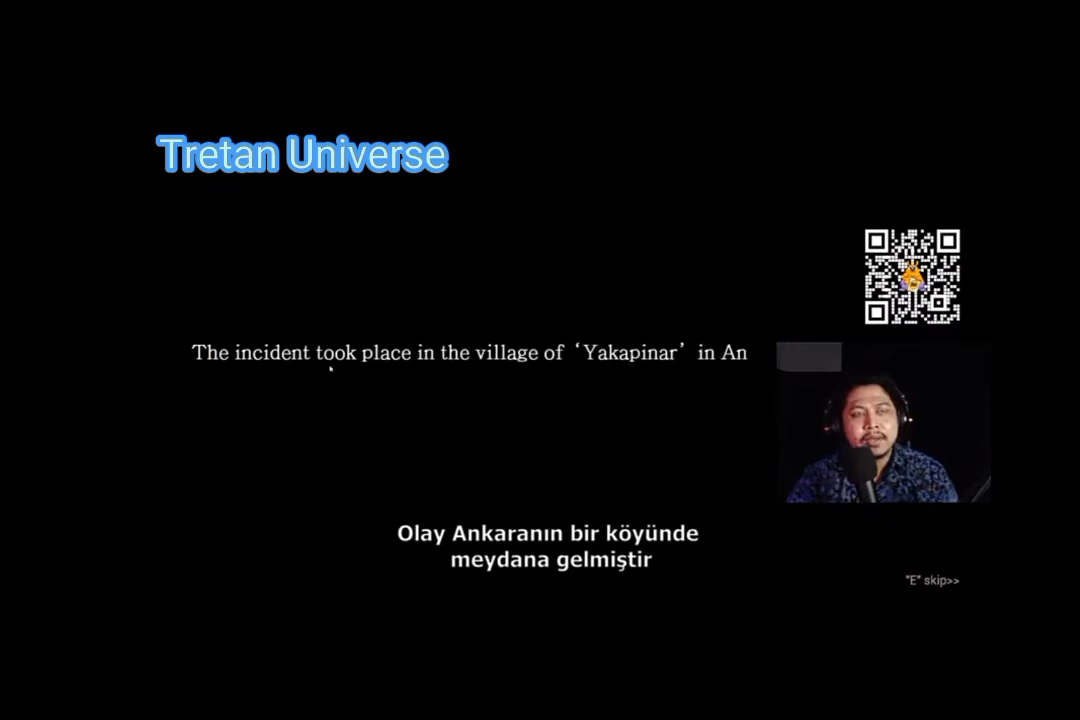 Tretan Universe
The incident took place in the village of ‘Yakapinar’ in An
Olay Ankaranın bir köyünde
meydana gelmiştir
"E" skip>>